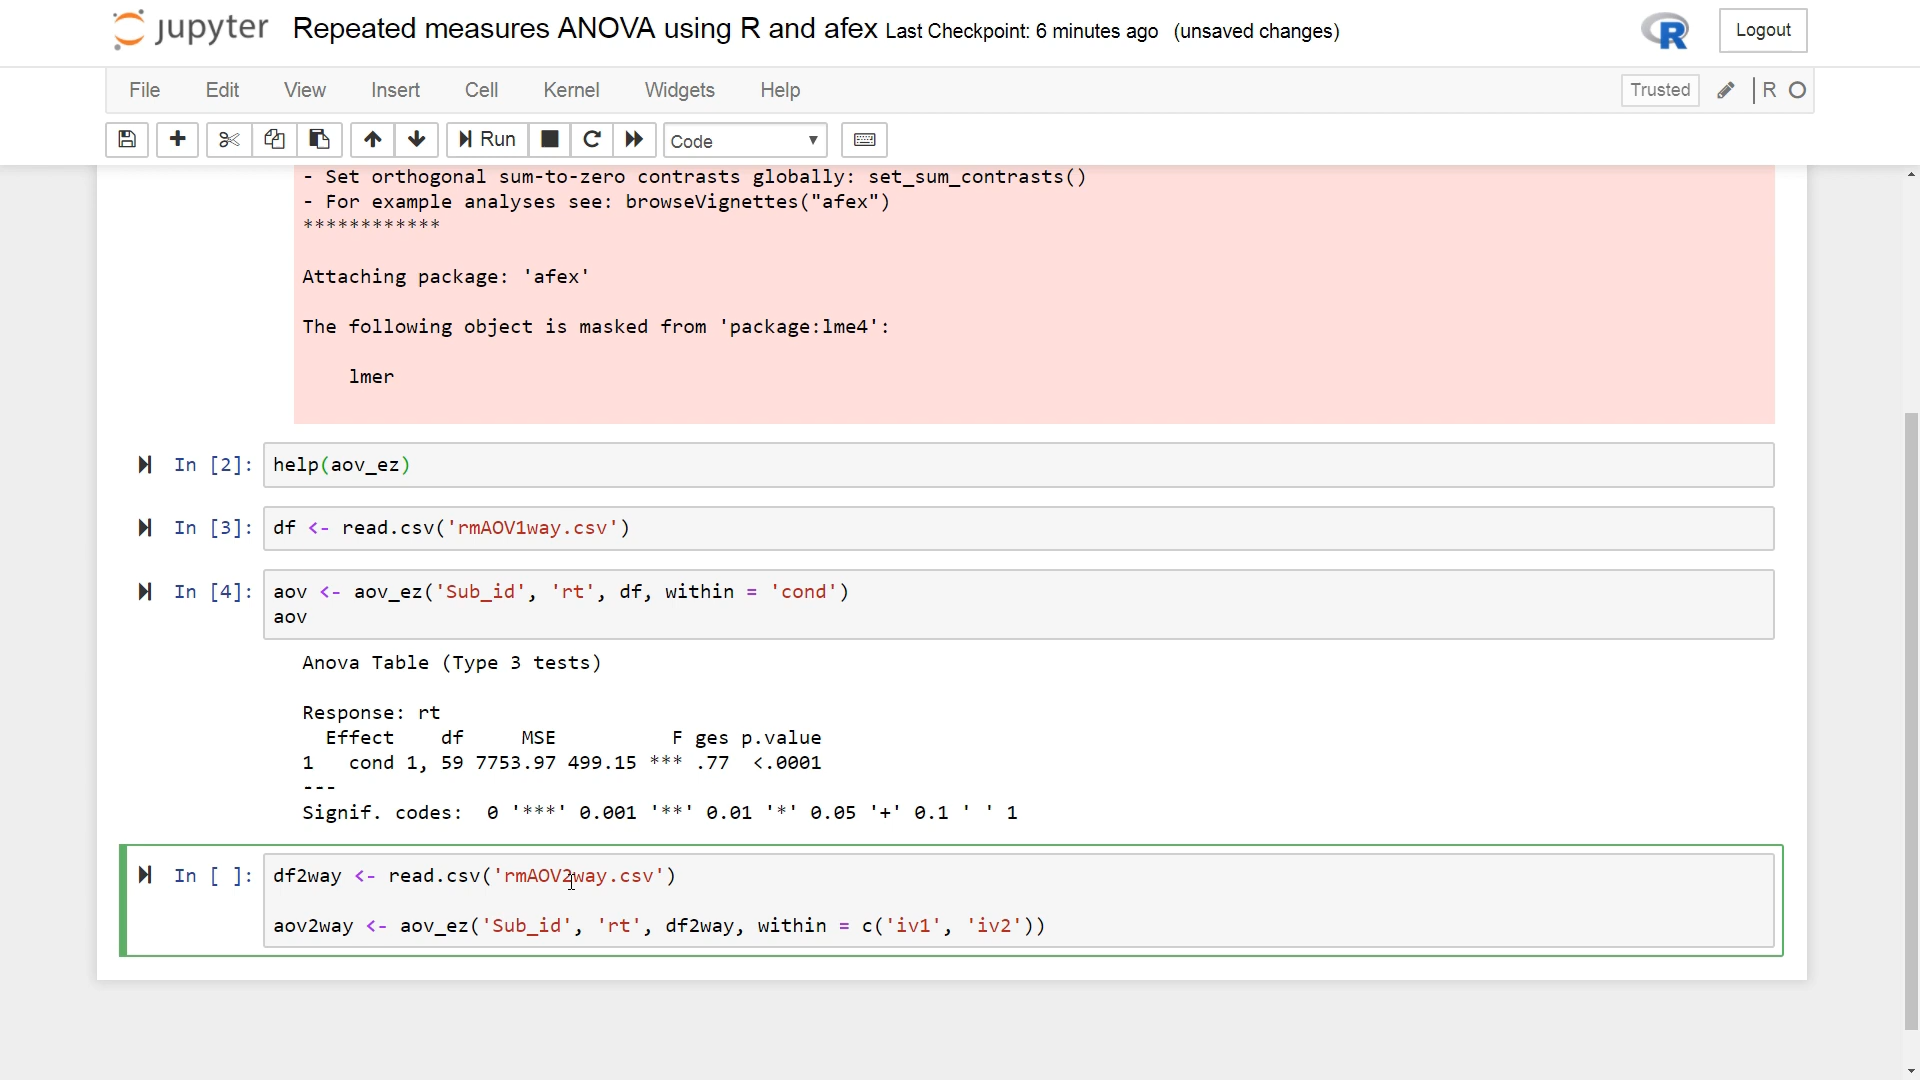 jupyter Repeated measures ANOVA using R and afex Last Checkpoint: 6 minutes ago (unsaved changes) R Logout
File Edit View Insert Cell Kernel Widgets Help Trusted R
Run Code
- Set orthogonal sum-to-zero contrasts globally: set_sum_contrasts()
- For example analyses see: browseVignettes("afex")
************
Attaching package: 'afex'
The following object is masked from 'package:lme4':
lmer
In [2]: help(aov_ez)
In [3]: df <- read.csv('rmAOV1way.csv')
In [4]: aov <- aov_ez('Sub_id', 'rt', df, within = 'cond')
aov
Anova Table (Type 3 tests)
Response: rt
Effect df MSE F ges p.value
1 cond 1, 59 7753.97 499.15 *** .77 <.0001
---
Signif. codes: 0 '***' 0.001 '**' 0.01 '*' 0.05 '+' 0.1 ' ' 1
In [ ]: df2way <- read.csv('rmAOV2way.csv')
aov2way <- aov_ez('Sub_id', 'rt', df2way, within = c('iv1', 'iv2'))